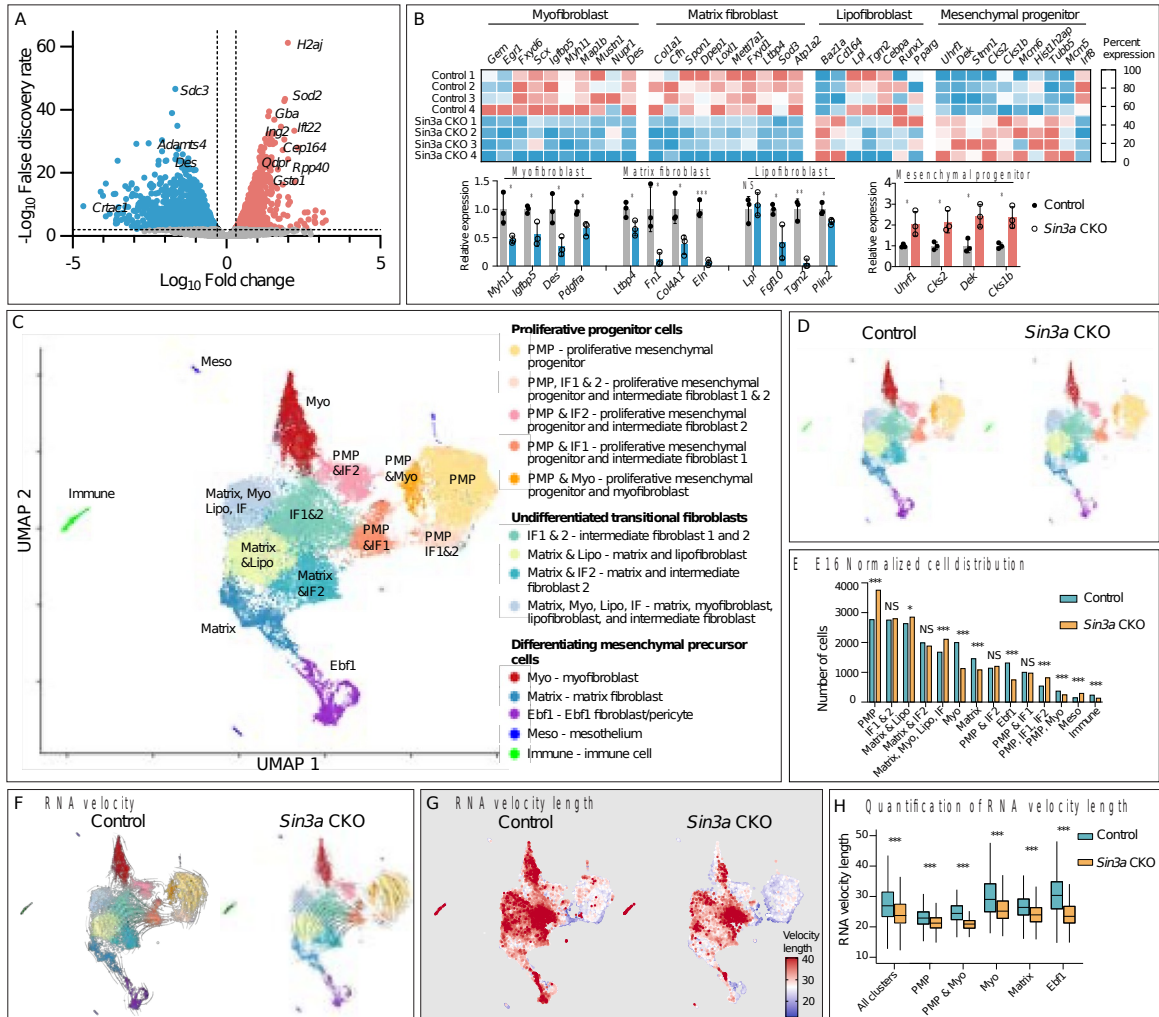 A
-Log10 False discovery rate
60
40
20
0
-5
0
5
Log10 Fold change
H2aj
Sdc3
Sod2
Gba
Ing2
Ift22
Adamts4
Cep164
Des
Qdpr
Rpp40
Gsto1
Crtac1
B
Myofibroblast
Matrix fibroblast
Lipofibroblast
Mesenchymal progenitor
Gem
Egr1
Fxyd6
Scx
Igfbp5
Myh11
Map1b
Mustn1
Nupr1
Des
Col1a1
Cfh
Spon1
Dpep1
Loxl1
Mettl7a1
Fxyd1
Ltbp4
Sod3
Atp1a2
Baz1a
Cd164
Lpl
Tgm2
Cebpa
Runx1
Pparg
Uhrf1
Dek
Stmn1
Cks2
Cks1b
Mcm6
Hist1h2ap
Tubb5
Mcm5
Irf8
Percent
expression
Control 1
Control 2
Control 3
Control 4
Sin3a CKO 1
Sin3a CKO 2
Sin3a CKO 3
Sin3a CKO 4
100
80
60
40
20
0
Myofibroblast
Matrix fibroblast
Lipofibroblast
Mesenchymal progenitor
Relative expression
1.5
1.0
0.5
0
* * * *
* * * ***
NS * ** *
Myh11
Igfbp5
Des
Pdgfra
Ltbp4
Fn1
Col4A1
Eln
Lpl
Fgf10
Tgm2
Plin2
Relative expression
4
3
2
1
0
* * * *
Uhrf1
Cks2
Dek
Cks1b
Control
Sin3a CKO
C
UMAP 2
UMAP 1
Meso
Myo
PMP
&IF2
PMP
&Myo
PMP
Immune
Matrix, Myo
Lipo, IF
IF1&2
PMP
&IF1
PMP
IF1&2
Matrix
&Lipo
Matrix
&IF2
Matrix
Ebf1
Proliferative progenitor cells
PMP - proliferative mesenchymal
progenitor
PMP, IF1 & 2 - proliferative mesenchymal
progenitor and intermediate fibroblast 1 & 2
PMP & IF2 - proliferative mesenchymal
progenitor and intermediate fibroblast 2
PMP & IF1 - proliferative mesenchymal
progenitor and intermediate fibroblast 1
PMP & Myo - proliferative mesenchymal
progenitor and myofibroblast
Undifferentiated transitional fibroblasts
IF1 & 2 - intermediate fibroblast 1 and 2
Matrix & Lipo - matrix and lipofibroblast
Matrix & IF2 - matrix and intermediate
fibroblast 2
Matrix, Myo, Lipo, IF - matrix, myofibroblast,
lipofibroblast, and intermediate fibroblast
Differentiating mesenchymal precursor
cells
Myo - myofibroblast
Matrix - matrix fibroblast
Ebf1 - Ebf1 fibroblast/pericyte
Meso - mesothelium
Immune - immune cell
D
Control
Sin3a CKO
E E16 Normalized cell distribution
Number of cells
4000
3000
2000
1000
0
*** NS * NS *** *** *** NS *** NS *** *** *** ***
Control
Sin3a CKO
PMP
IF1 & 2
Matrix & Lipo
Matrix & IF2
Matrix, Myo, Lipo, IF
Myo
Matrix
PMP & IF2
Ebf1
PMP & IF1
PMP, IF1, IF2
PMP, Myo
Meso
Immune
F RNA velocity
Control
Sin3a CKO
G RNA velocity length
Control
Sin3a CKO
Velocity
length
40
30
20
H Quantification of RNA velocity length
RNA velocity length
50
40
30
20
10
*** *** *** *** *** ***
Control
Sin3a CKO
All clusters
PMP
PMP & Myo
Myo
Matrix
Ebf1